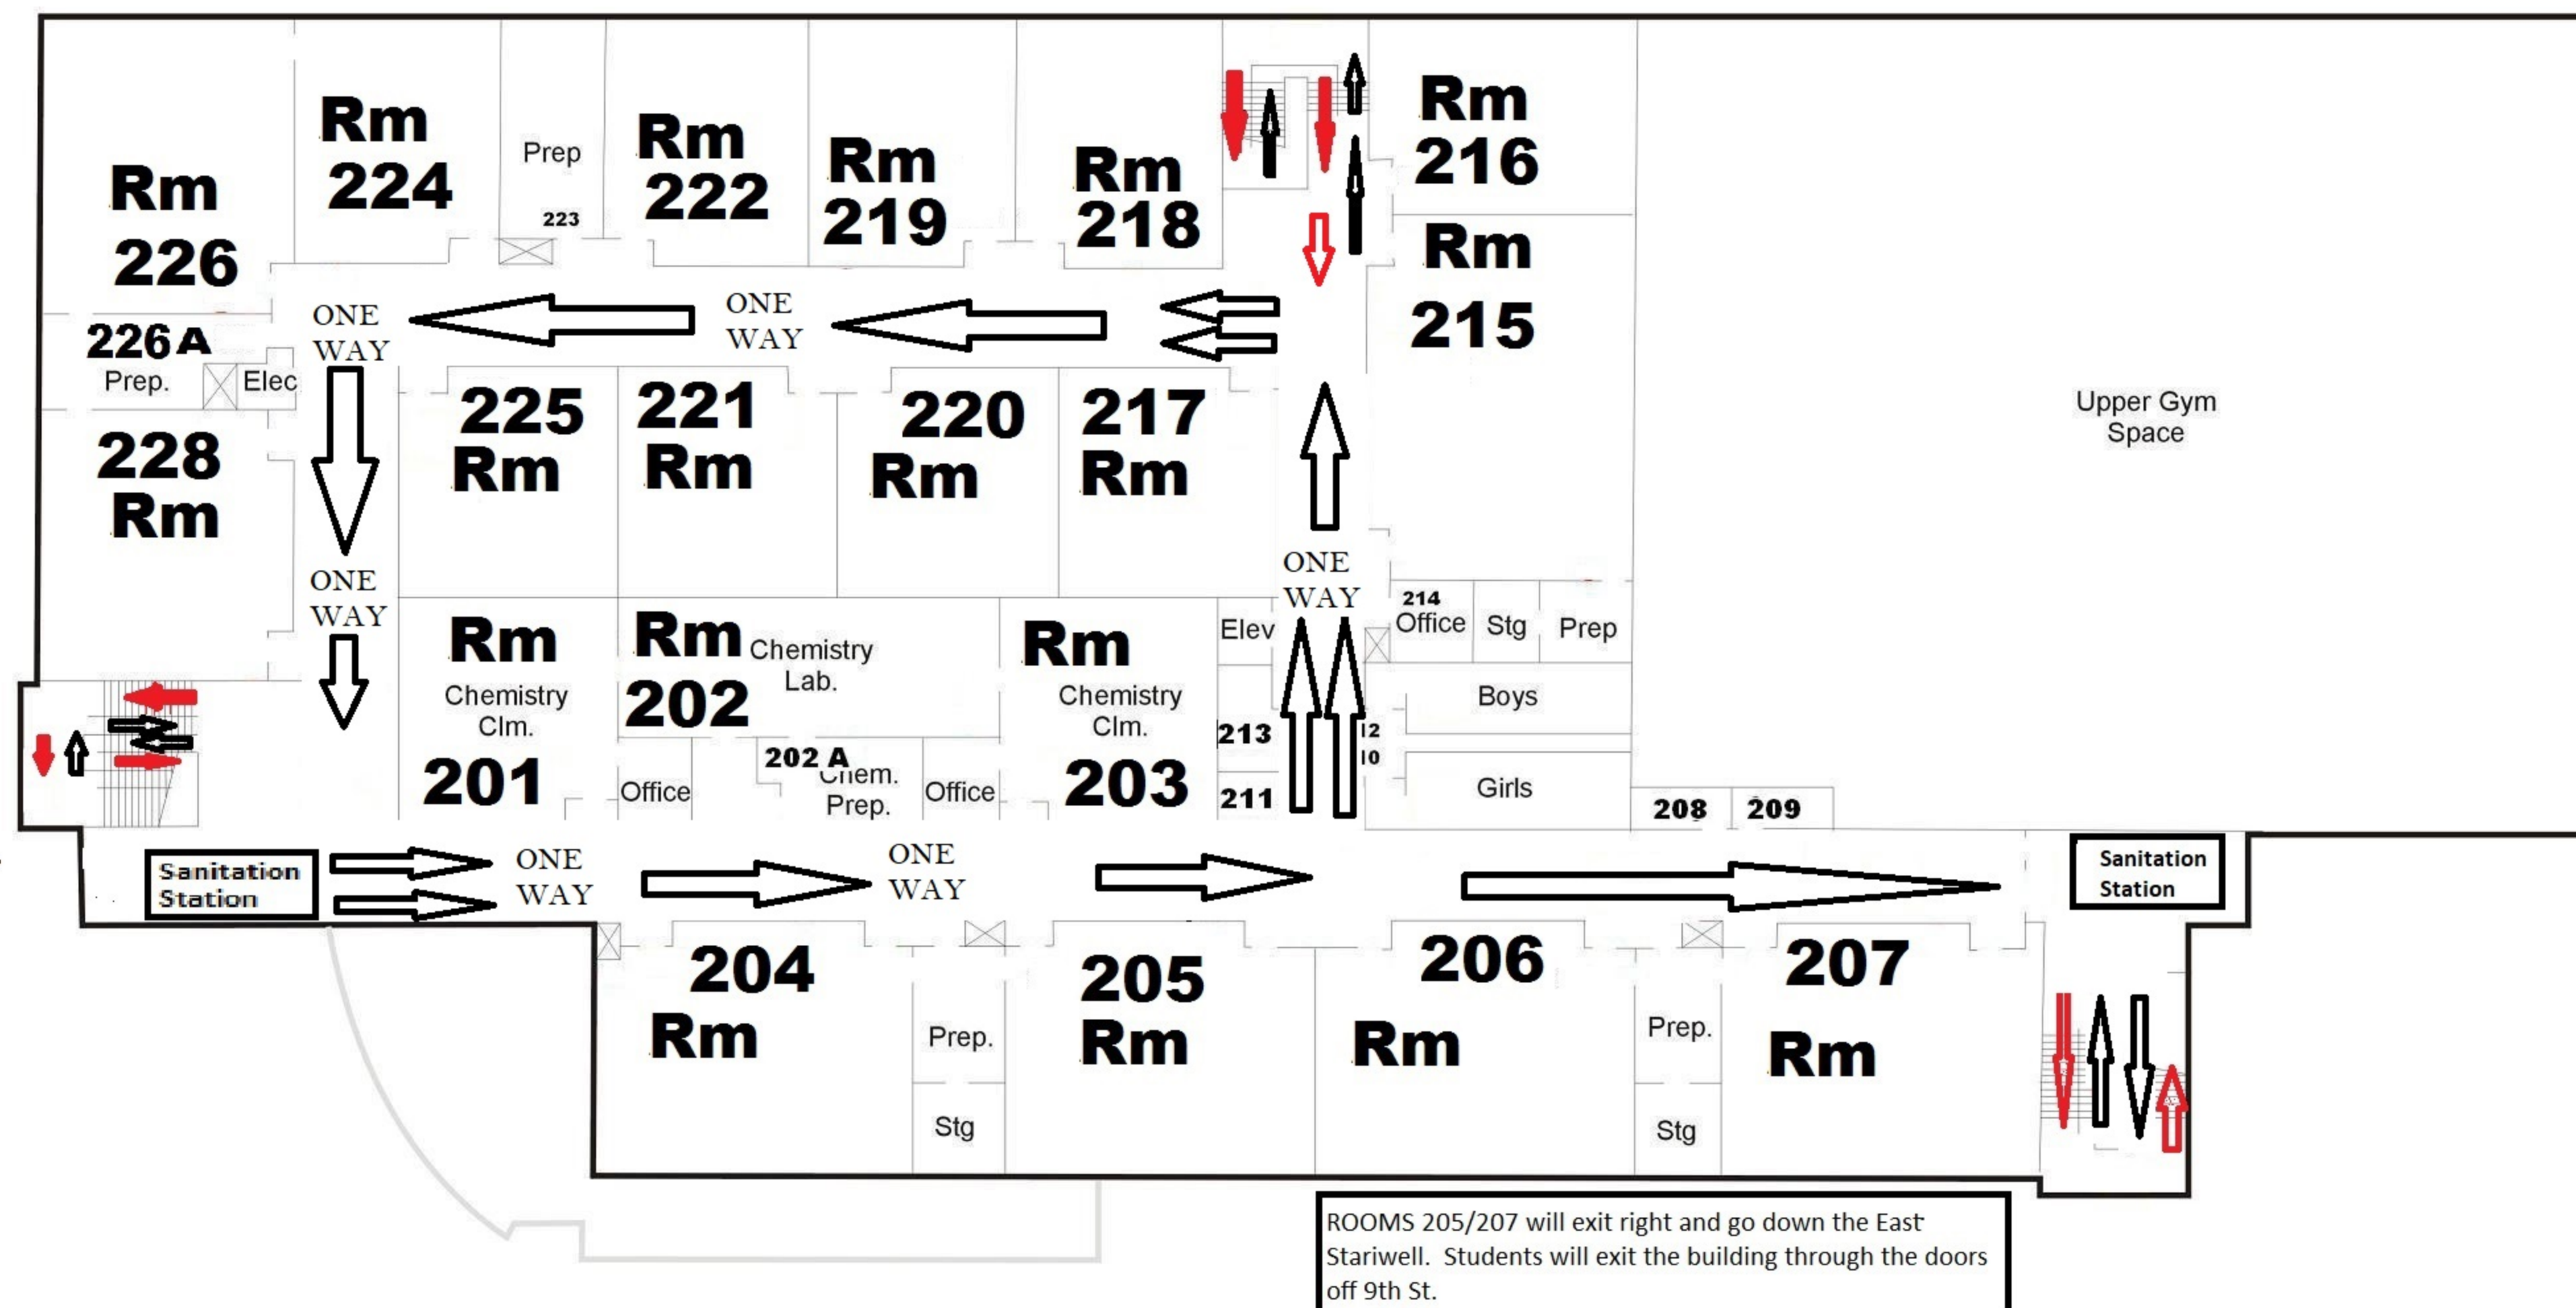 Rm
224
Prep
223
Rm
222
Rm
219
Rm
218
Rm
216
Rm
226
Rm
215
ONE
WAY
ONE
WAY
226 A
Prep.
Elec
228
Rm
225
Rm
221
Rm
220
Rm
217
Rm
Upper Gym
Space
ONE
WAY
ONE
WAY
214
Office
Stg
Prep
Rm
Chemistry
Clm.
201
Rm
202
Chemistry
Lab.
Rm
Chemistry
Clm.
203
Elev
Boys
213
12
10
Office
202 A
Chem.
Prep.
Office
211
Girls
208
209
Sanitation
Station
ONE
WAY
ONE
WAY
Sanitation
Station
204
Rm
Prep.
Stg
205
Rm
206
Rm
Prep.
Stg
207
Rm
ROOMS 205/207 will exit right and go down the East
Stariwell. Students will exit the building through the doors
off 9th St.